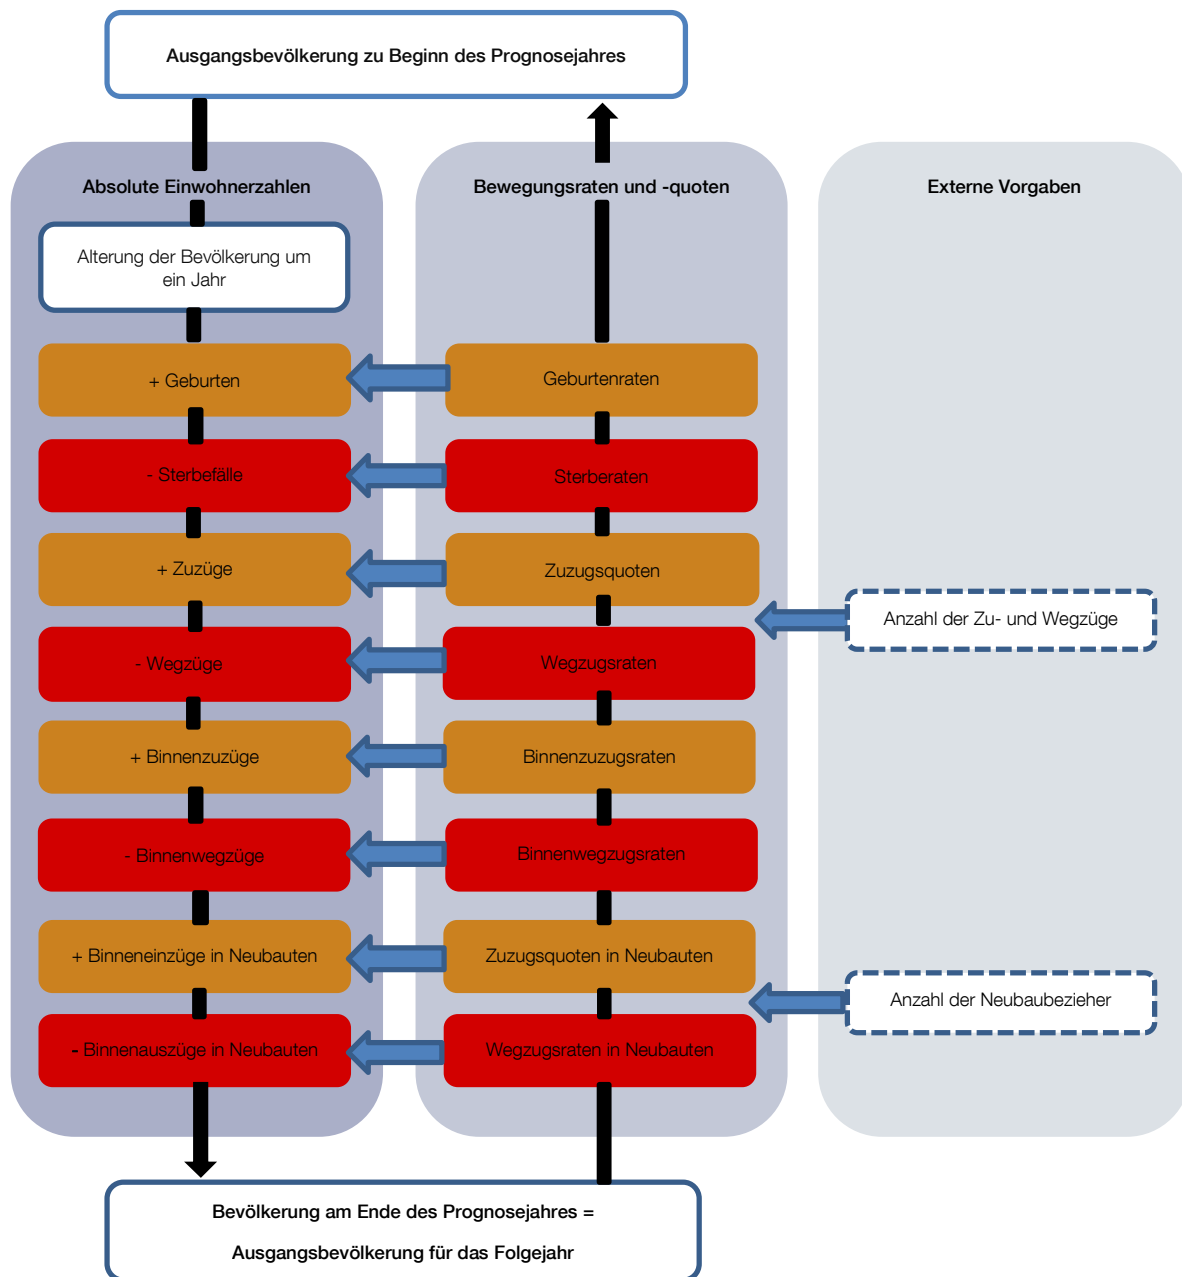 Ausgangsbevölkerung zu Beginn des Prognosejahres
Absolute Einwohnerzahlen
Alterung der Bevölkerung um
ein Jahr
+ Geburten
- Sterbefälle
+ Zuzüge
- Wegzüge
+ Binnenzuzüge
- Binnenwegzüge
+ Binneneinzüge in Neubauten
- Binnenauszüge in Neubauten
Bewegungsraten und -quoten
Geburtenraten
Sterberaten
Zuzugsquoten
Wegzugsraten
Binnenzuzugsraten
Binnenwegzugsraten
Zuzugsquoten in Neubauten
Wegzugsraten in Neubauten
Externe Vorgaben
Anzahl der Zu- und Wegzüge
Anzahl der Neubaubezieher
Bevölkerung am Ende des Prognosejahres =
Ausgangsbevölkerung für das Folgejahr